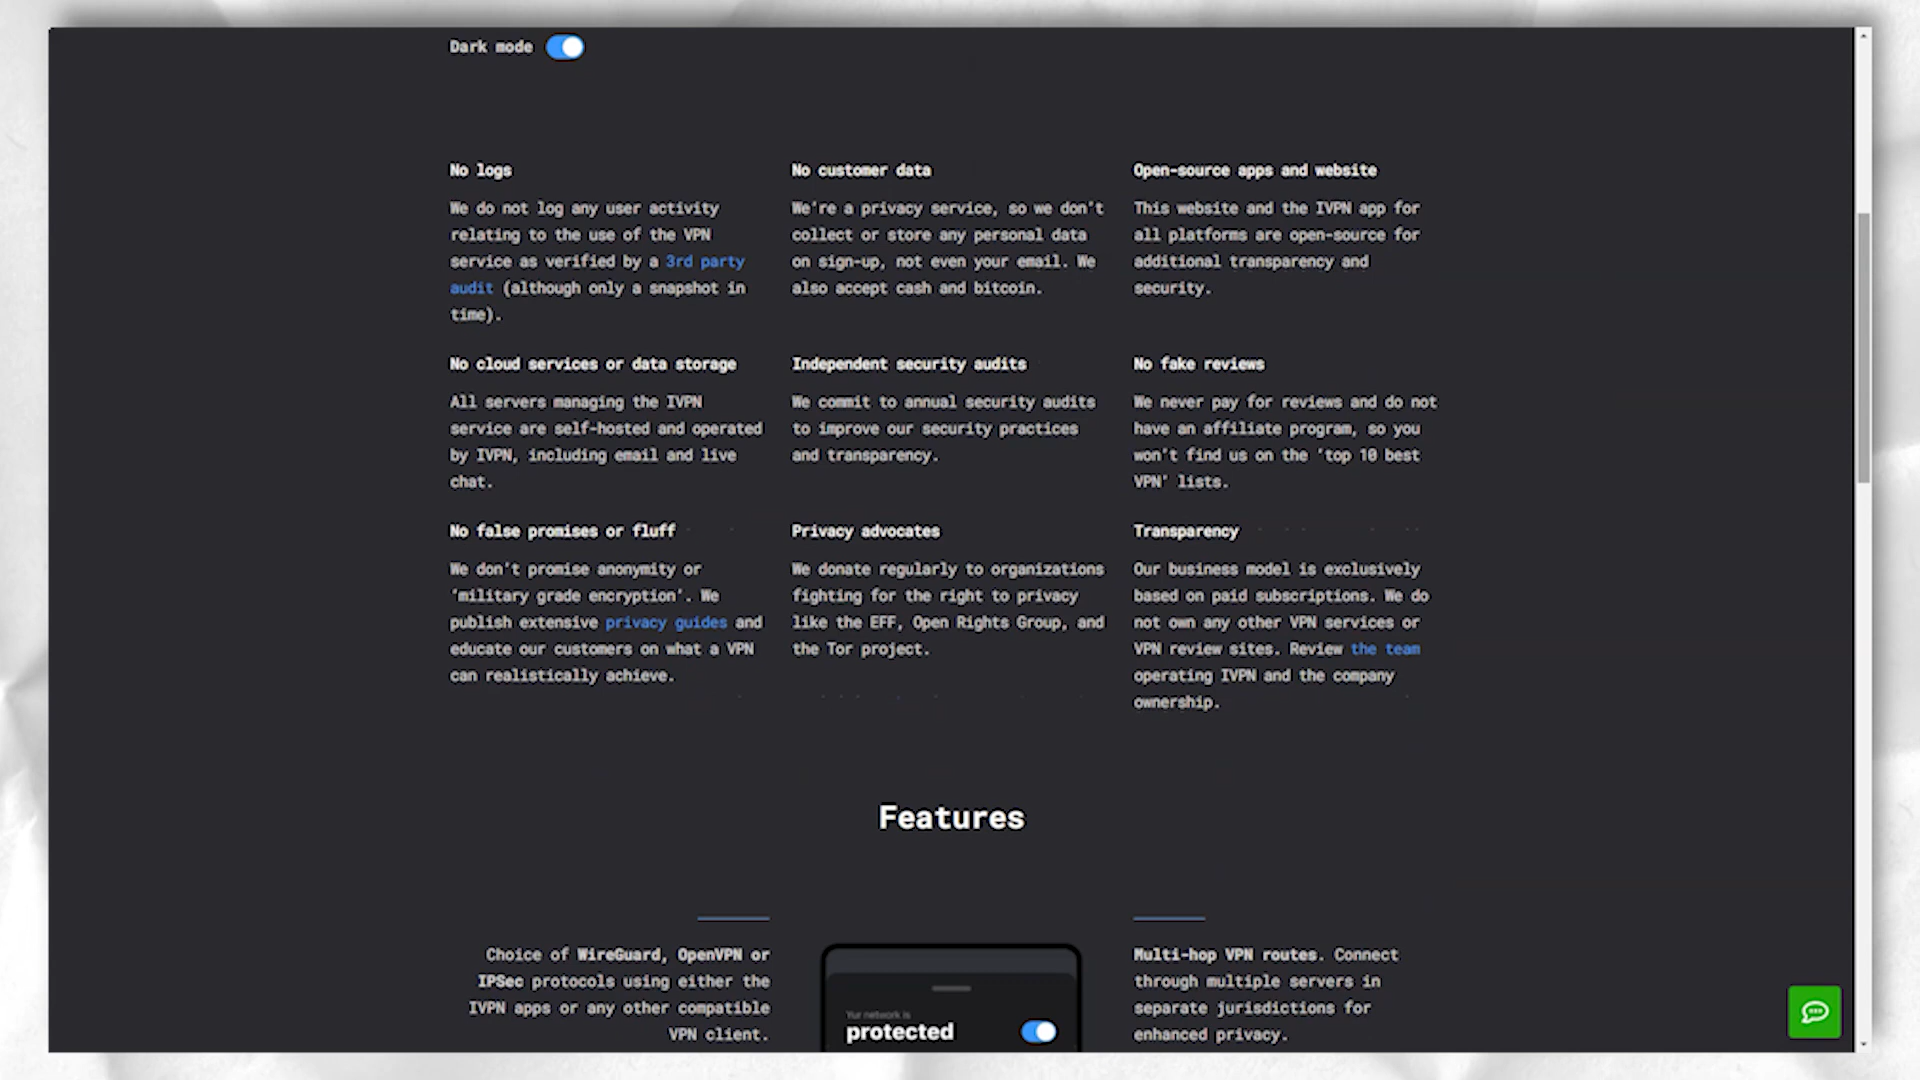 Dark mode
No logs
We do not log any user activity
relating to the use of the VPN
service as verified by a 3rd party
audit (although only a snapshot in
time).
No customer data
We're a privacy service, so we don't
collect or store any personal data
on sign-up, not even your email. We
also accept cash and bitcoin.
Open-source apps and website
This website and the IVPN app for
all platforms are open-source for
additional transparency and
security.
No cloud services or data storage
All servers managing the IVPN
service are self-hosted and operated
by IVPN, including email and live
chat.
Independent security audits
We commit to annual security audits
to improve our security practices
and transparency.
No fake reviews
We never pay for reviews and do not
have an affiliate program, so you
won't find us on the 'top 10 best
VPN' lists.
No false promises or fluff
We don't promise anonymity or
'military grade encryption'. We
publish extensive privacy guides and
educate our customers on what a VPN
can realistically achieve.
Privacy advocates
We donate regularly to organizations
fighting for the right to privacy
like the EFF, Open Rights Group, and
the Tor project.
Transparency
Our business model is exclusively
based on paid subscriptions. We do
not own any other VPN services or
VPN review sites. Review the team
operating IVPN and the company
ownership.
Features
Choice of WireGuard, OpenVPN or
IPSec protocols using either the
IVPN apps or any other compatible
VPN client.
Yur network is
protected
Multi-hop VPN routes. Connect
through multiple servers in
separate jurisdictions for
enhanced privacy.